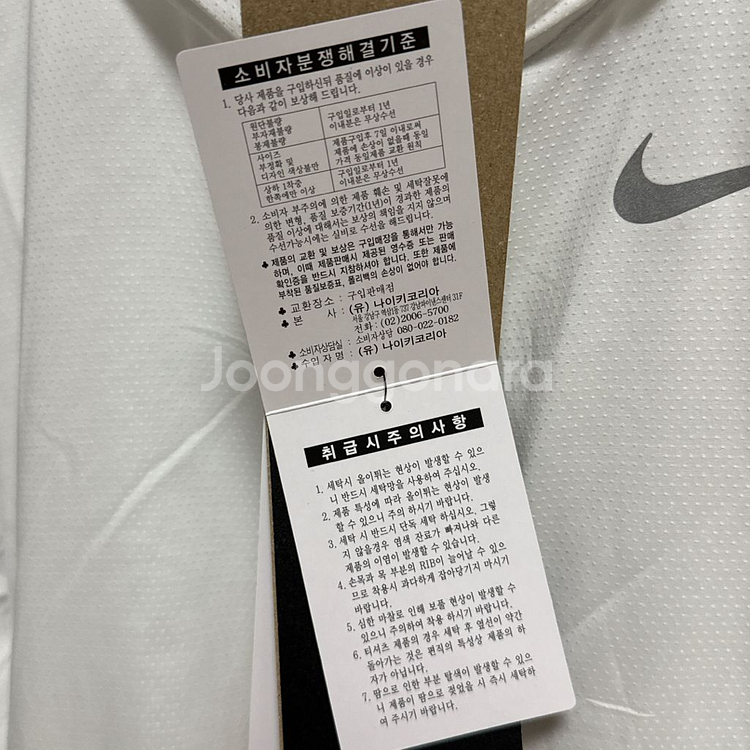 소비자분쟁해결기준
1. 당사 제품을 구입하신뒤 품질에 이상이 있을 경우
다음과 같이 보상해 드립니다.
원단불량
부자재불량
봉제불량
구입일로부터 1년
이내분은 무상수선
사이즈
부정확 및
디자인 색상불만
제품구입후 7일 이내로써
제품에 손상이 없을때 동일
가격 동일제품 교환 원칙
상하 1착중
한쪽에만 이상
구입일로부터 1년
이내분은 무상수선
2. 소비자 부주의에 의한 제품 훼손 및 세탁잘못에
의한 변형, 품질 보증기간(1년)이 경과한 제품의
품질 이상에 대해서는 보상의 책임을 지지 않으며
수선가능시에는 실비로 수선을 해드립니다.
♣ 제품의 교환 및 보상은 구입매장을 통해서만 가능
하며, 이때 제품판매시 제공된 영수증 또는 판매
확인증을 반드시 지참하셔야 합니다. 또한 제품에
부착된 품질보증표, 폴리백의 손상이 없어야 합니다.
♣ 교환장소 : 구입판매점
♣ 본 사 : (유) 나이키코리아
서울 강남구 역삼1동 737 강남파이낸스센터 31F
전화 : (02)2006-5700
♣ 소비자상담실 : 소비자상담 080-022-0182
♣ 수입자명 : (유) 나이키코리아
Joonggonara
취급시주의사항
1. 세탁시 올이튀는 현상이 발생할 수 있으
니 반드시 세탁망을 사용하여 주십시오.
2. 제품 특성에 따라 올이튀는 현상이 발생
할 수 있으니 주의 하시기 바랍니다.
3. 세탁 시 반드시 단독 세탁 하십시오. 그렇
지 않을경우 염색 잔료가 빠져나와 다른
제품의 이염이 발생할 수 있습니다.
4. 손목과 목 부분의 RIB이 늘어날 수 있으
므로 착용시 과다하게 잡아당기지 마시기
바랍니다.
5. 심한 마찰로 인해 보풀 현상이 발생할 수
있으니 주의하여 착용 하시기 바랍니다.
6. 티셔츠 제품의 경우 세탁 후 옆선이 약간
돌아가는 것은 편직의 특성상 제품의 하
자가 아닙니다.
7. 땀으로 인한 부분 탈색이 발생할 수 있으
니 제품이 땀으로 젖었을 시 즉시 세탁하
여 주시기 바랍니다.